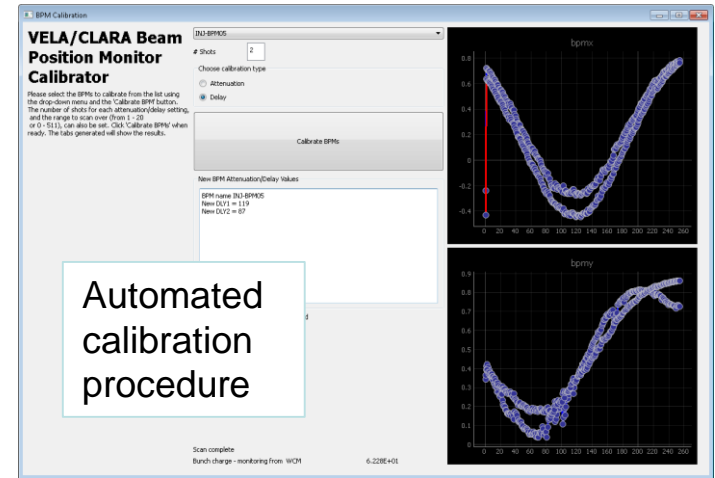 BPM Calibration
VELA/CLARA Beam
Position Monitor
Calibrator
Please select the BPMs to calibrate from the list using
the drop-down menu and the 'Calibrate BPM' button.
The number of shots for each attenuation/delay setting,
and the range to scan over (from 1 - 20
or 0 - 511), can also be set. Click 'Calibrate BPMs' when
ready. The tabs generated will show the results.
INJ-BPM05
# Shots 2
Choose calibration type
Attenuation
Delay
Calibrate BPMs
New BPM Attenuation/Delay Values
BPM name INJ-BPM05
New DLY1 = 119
New DLY2 = 87
Automated
calibration
procedure
Scan complete
Bunch charge - monitoring from WCM 6.228E+01
bpmx
0.8
0.6
0.4
0.2
0
-0.2
-0.4
0 20 40 60 80 100 120 140 160 180 200 220 240 260
bpmy
0.9
0.8
0.7
0.6
0.5
0.4
0.3
0.2
0.1
0
0 20 40 60 80 100 120 140 160 180 200 220 240 260